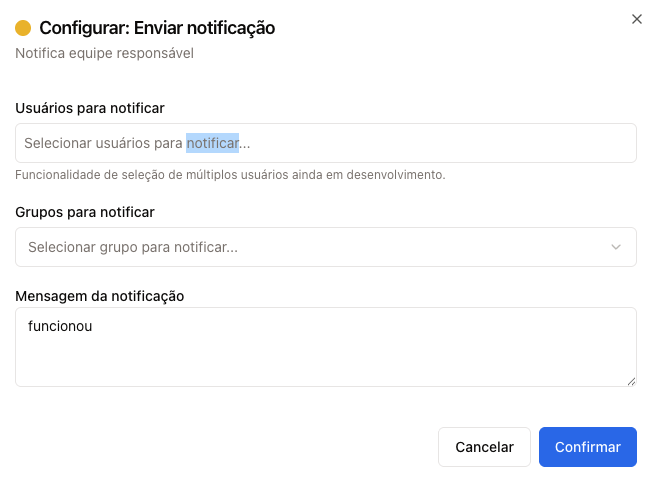 Configurar: Enviar notificação
Notifica equipe responsável
Usuários para notificar
Selecionar usuários para notificar...
Funcionalidade de seleção de múltiplos usuários ainda em desenvolvimento.
Grupos para notificar
Selecionar grupo para notificar...
Mensagem da notificação
funcionou
Cancelar
Confirmar